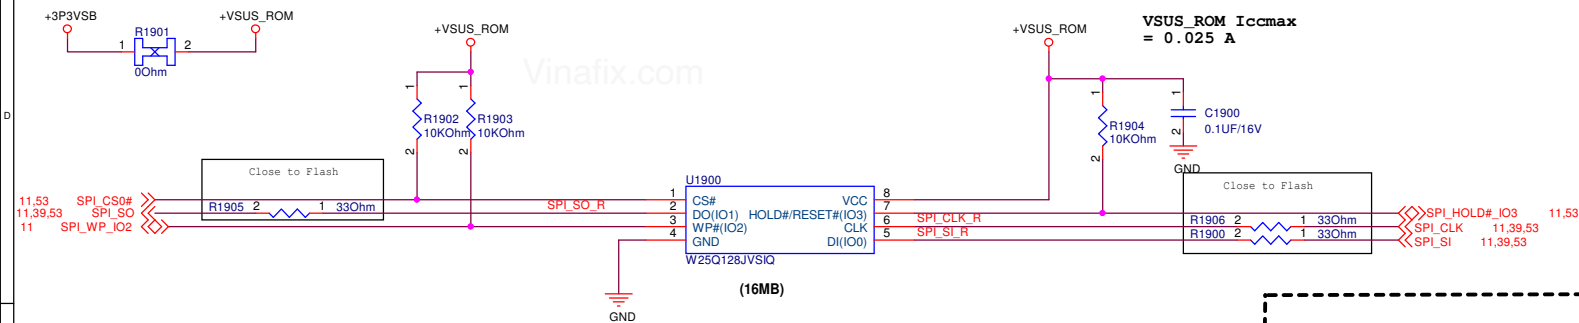 +3P3VSB
+VSUS_ROM
R1901
1
2
0Ohm
+VSUS_ROM
+VSUS_ROM
VSUS_ROM Iccmax
= 0.025 A
Vinafix.com
D
1
1
R1902
10KOhm
R1903
10KOhm
2
2
1
R1904
10KOhm
2
1
C1900
0.1UF/16V
2
GND
Close to Flash
11,53 SPI_CS0#
11,39,53 SPI_SO
11 SPI_WP_IO2
R1905 2 1 33Ohm
SPI_SO_R
U1900
1 CS# VCC 8
2 DO(IO1) HOLD#/RESET#(IO3) 7
3 WP#(IO2) CLK 6
4 GND DI(IO0) 5
W25Q128JVSIQ
(16MB)
GND
SPI_CLK_R
SPI_SI_R
Close to Flash
R1906 2 1 33Ohm
R1900 2 1 33Ohm
SPI_HOLD#_IO3 11,53
SPI_CLK 11,39,53
SPI_SI 11,39,53